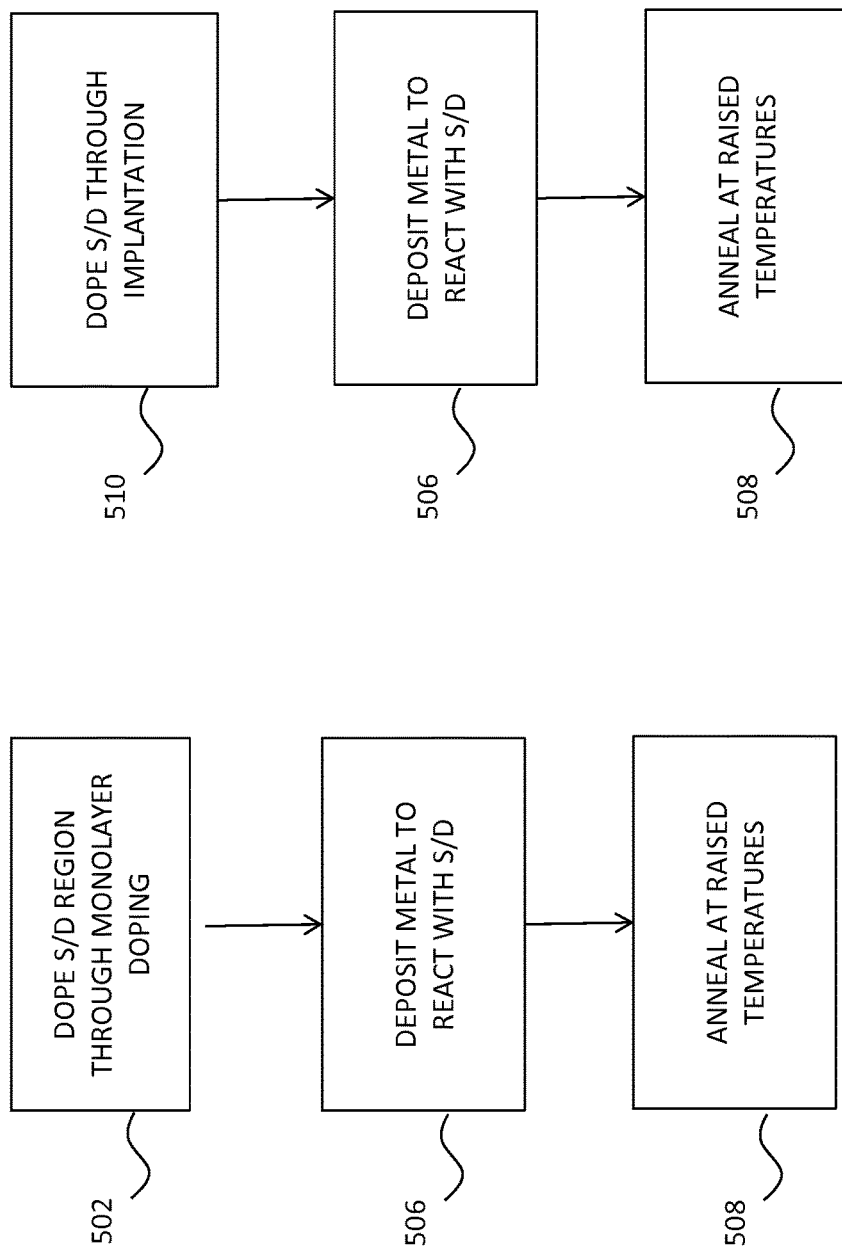 DOPE S/D REGION
THROUGH MONOLAYER
DOPING
502
DEPOSIT METAL TO
REACT WITH S/D
506
ANNEAL AT RAISED
TEMPERATURES
508
DOPE S/D THROUGH
IMPLANTATION
510
DEPOSIT METAL TO
REACT WITH S/D
506
ANNEAL AT RAISED
TEMPERATURES
508